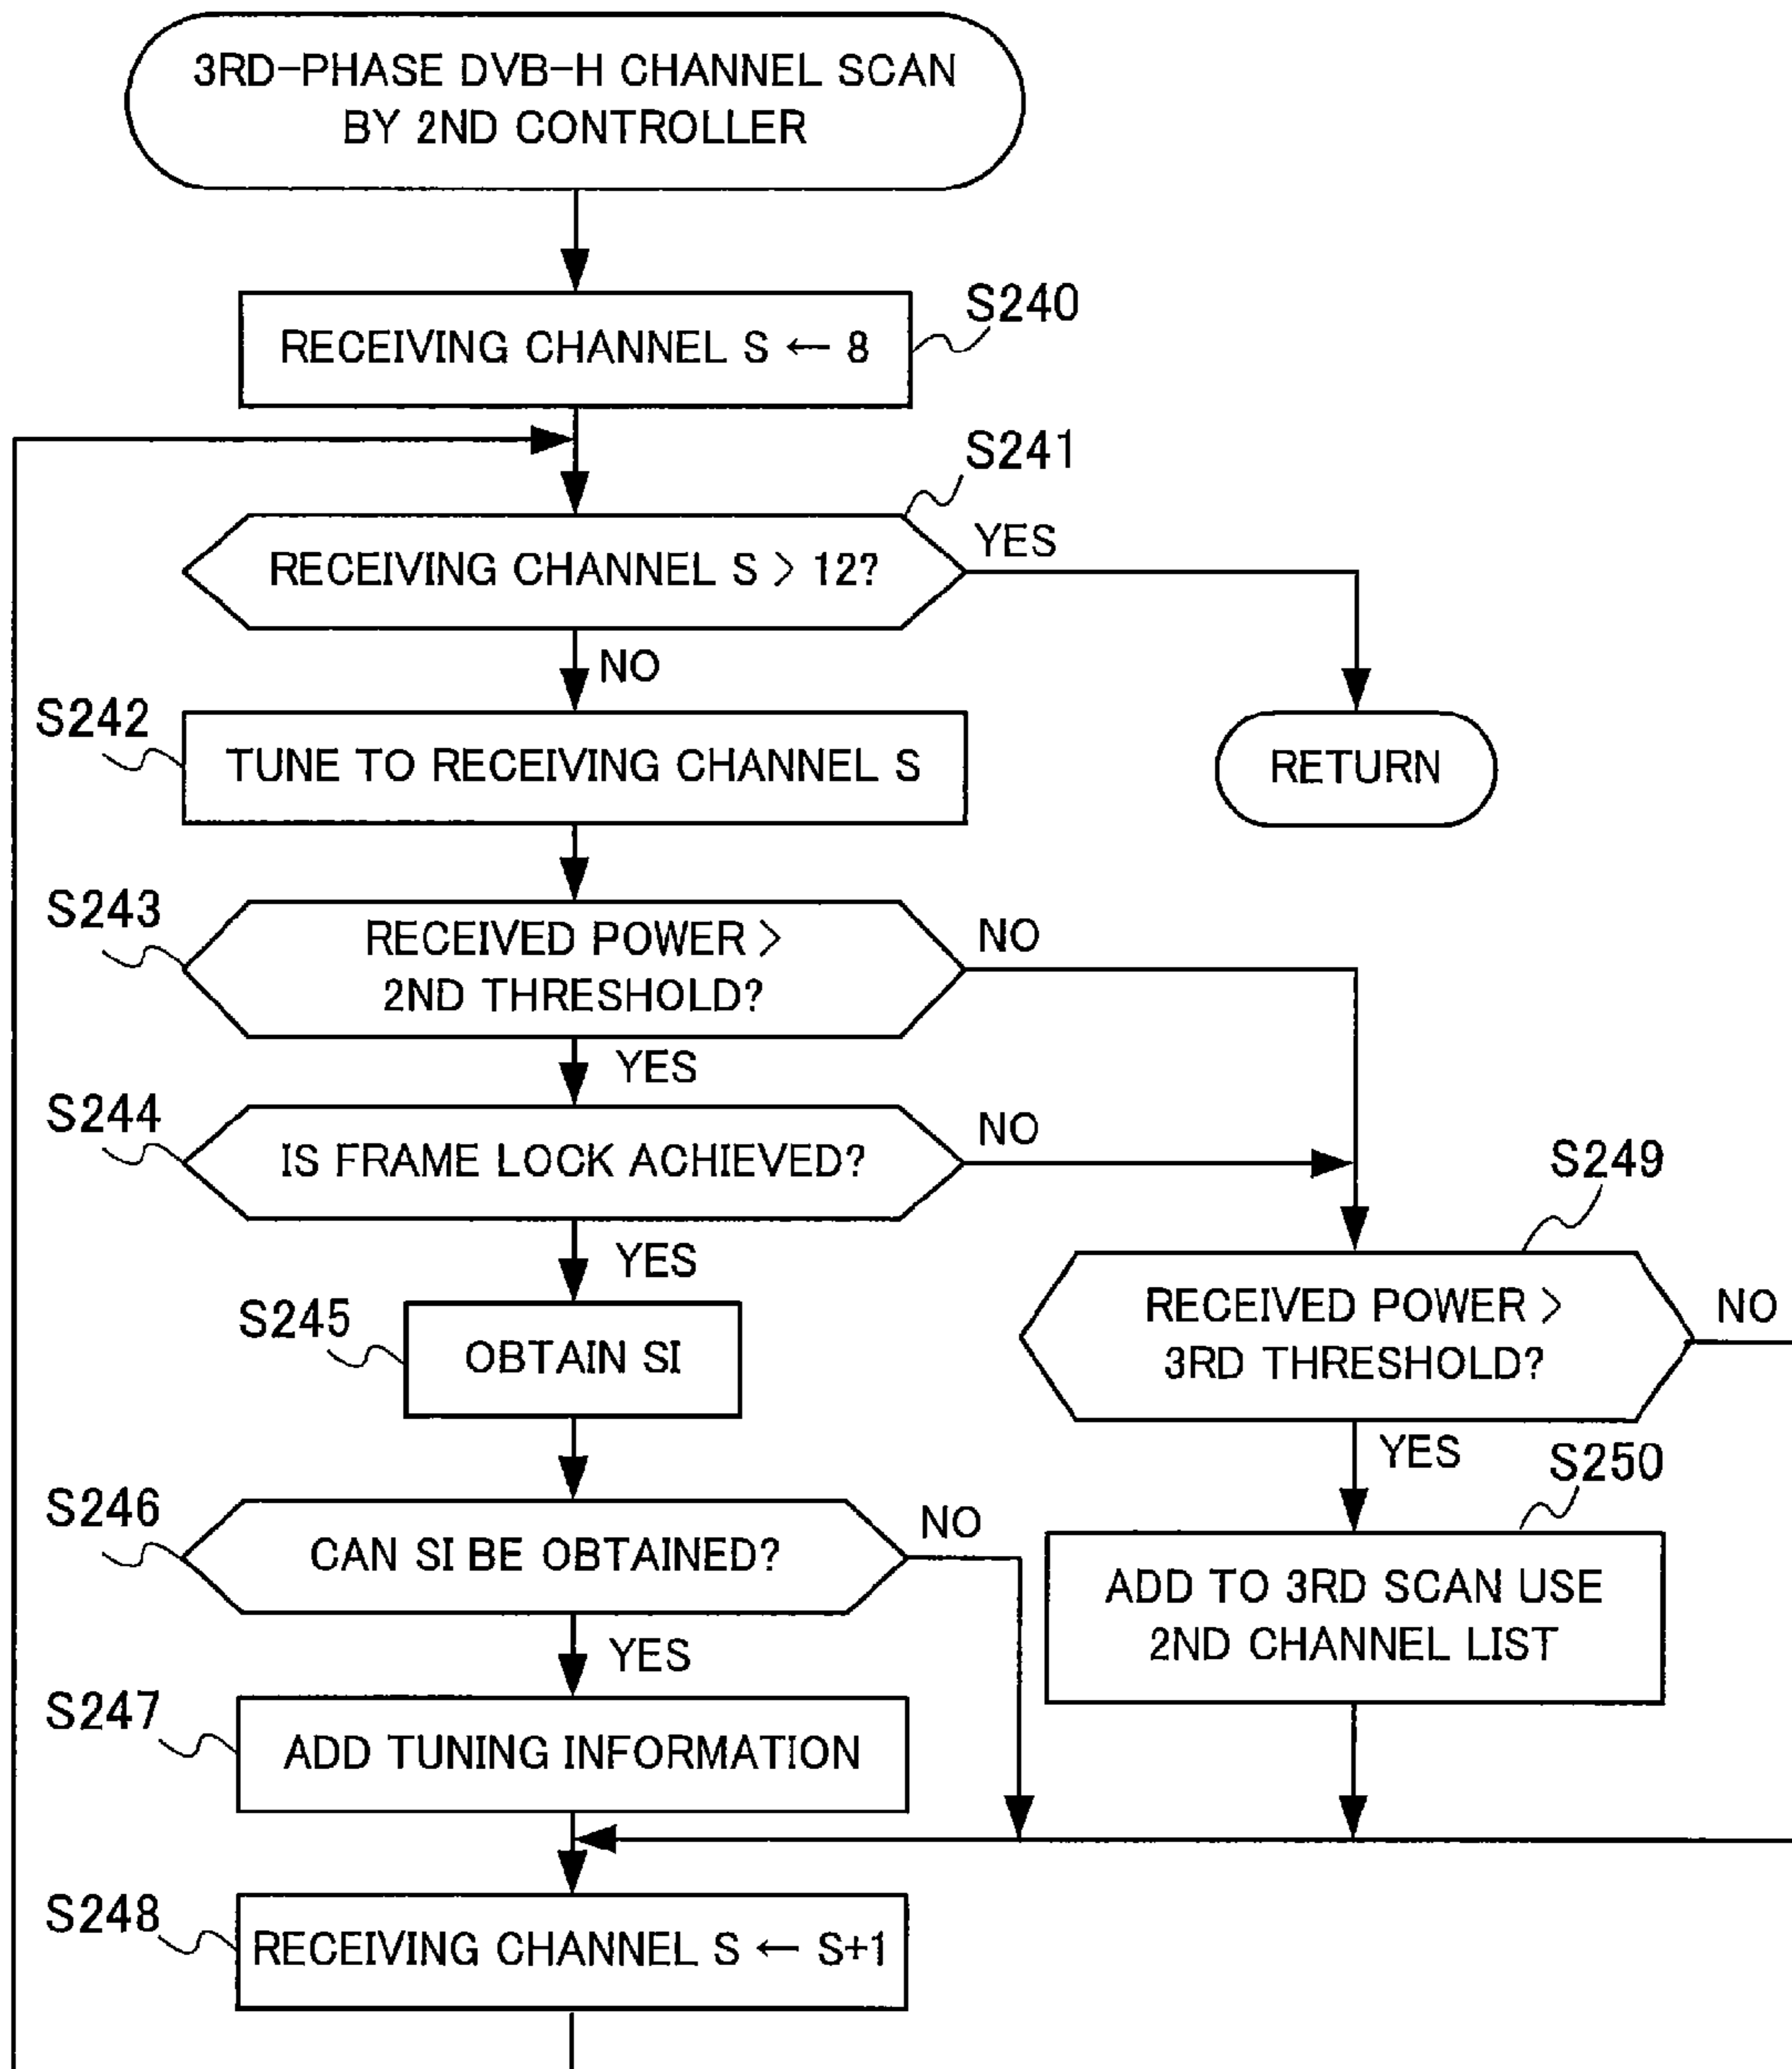 3RD-PHASE DVB-H CHANNEL SCAN
BY 2ND CONTROLLER
S240
RECEIVING CHANNEL S ← 8
S241
RECEIVING CHANNEL S > 12?
YES
NO
S242
TUNE TO RECEIVING CHANNEL S
RETURN
S243
RECEIVED POWER >
2ND THRESHOLD?
NO
YES
S244
IS FRAME LOCK ACHIEVED?
NO
YES
S249
RECEIVED POWER >
3RD THRESHOLD?
NO
YES
S245
OBTAIN SI
S246
CAN SI BE OBTAINED?
NO
YES
S250
ADD TO 3RD SCAN USE
2ND CHANNEL LIST
S247
ADD TUNING INFORMATION
S248
RECEIVING CHANNEL S ← S+1